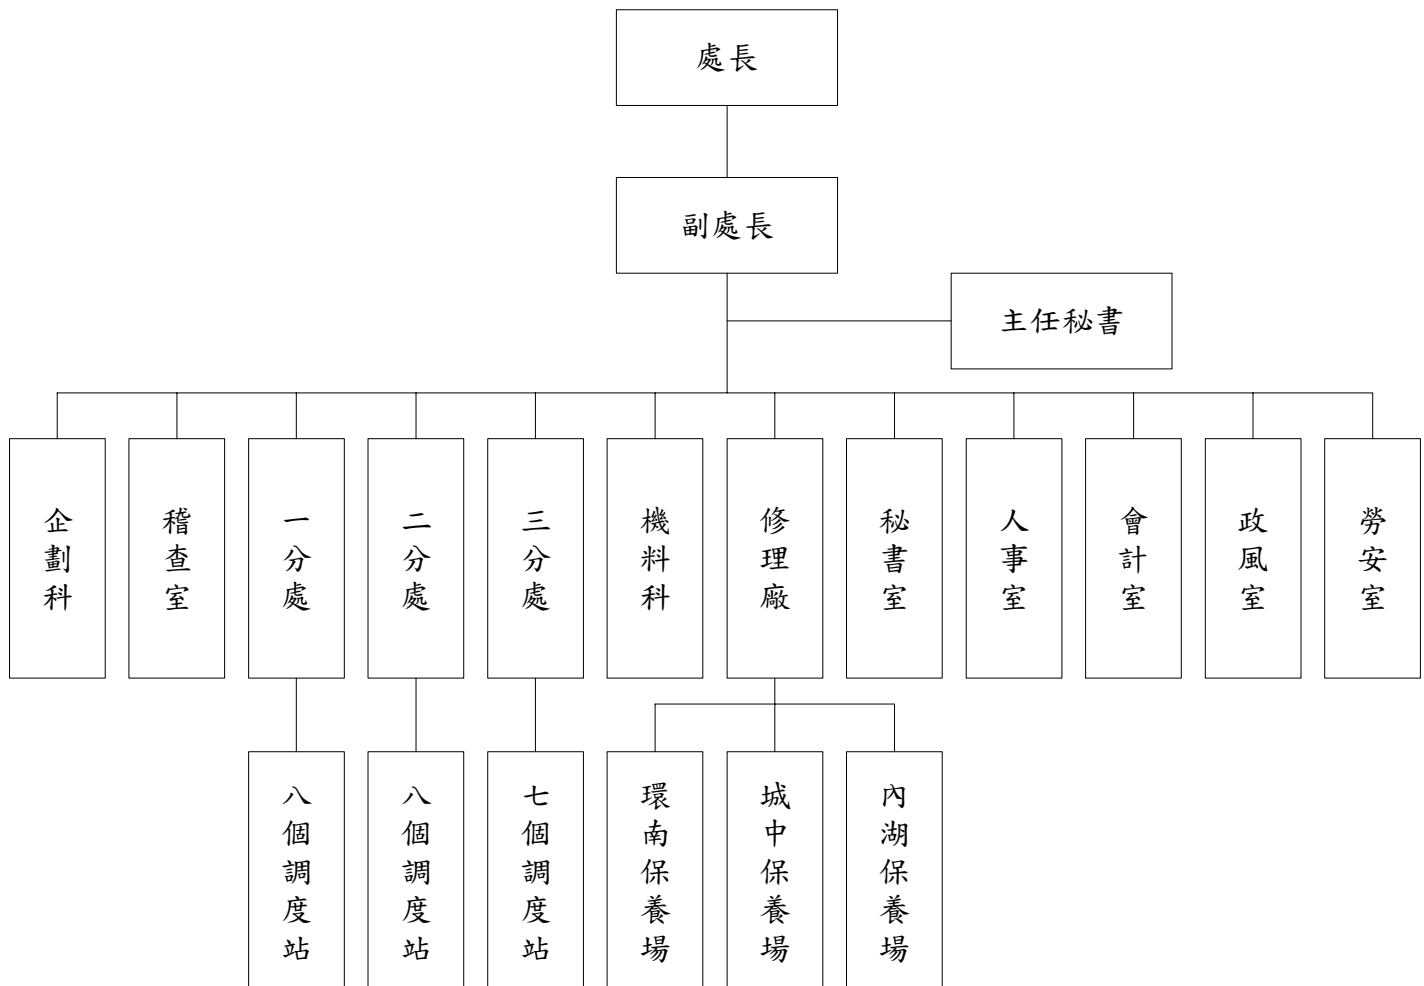 處長
副處長
主任秘書
企劃科
稽查室
一分處
二分處
三分處
機料科
修理廠
秘書室
人事室
會計室
政風室
勞安室
八個調度站
八個調度站
七個調度站
環南保養場
城中保養場
內湖保養場